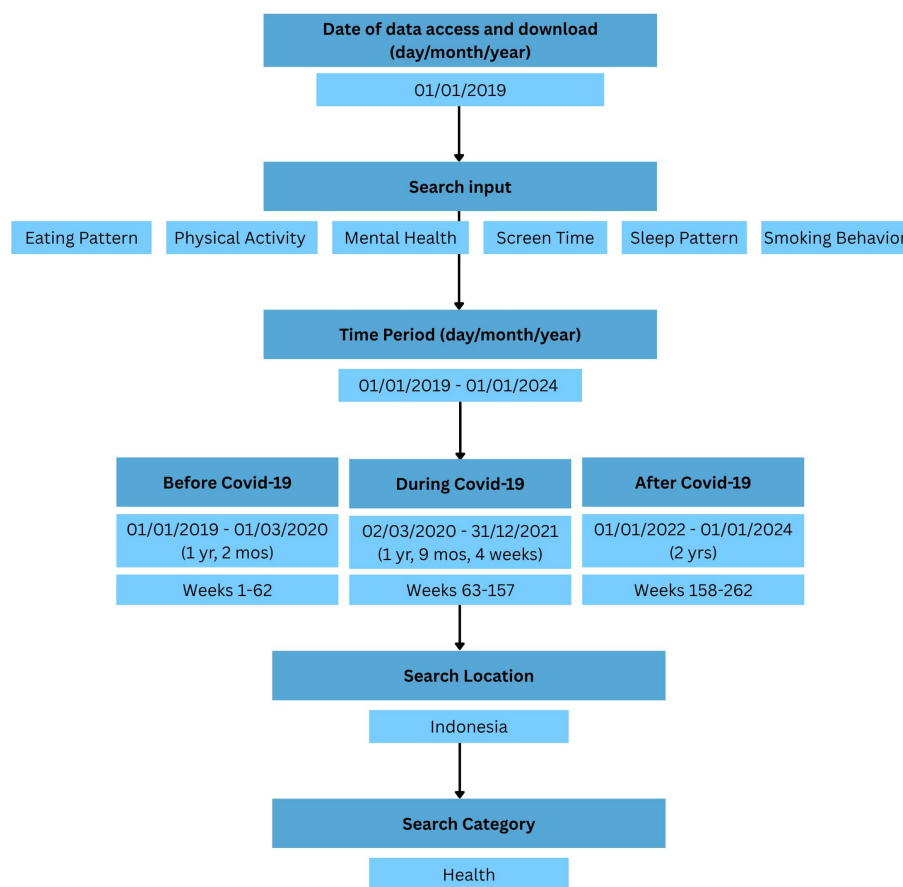 Date of data access and download
(day/month/year)
01/01/2019
Search input
Eating Pattern
Physical Activity
Mental Health
Screen Time
Sleep Pattern
Smoking Behavior
Time Period (day/month/year)
01/01/2019 - 01/01/2024
Before Covid-19
01/01/2019 - 01/03/2020
(1 yr, 2 mos)
Weeks 1-62
During Covid-19
02/03/2020 - 31/12/2021
(1 yr, 9 mos, 4 weeks)
Weeks 63-157
After Covid-19
01/01/2022 - 01/01/2024
(2 yrs)
Weeks 158-262
Search Location
Indonesia
Search Category
Health